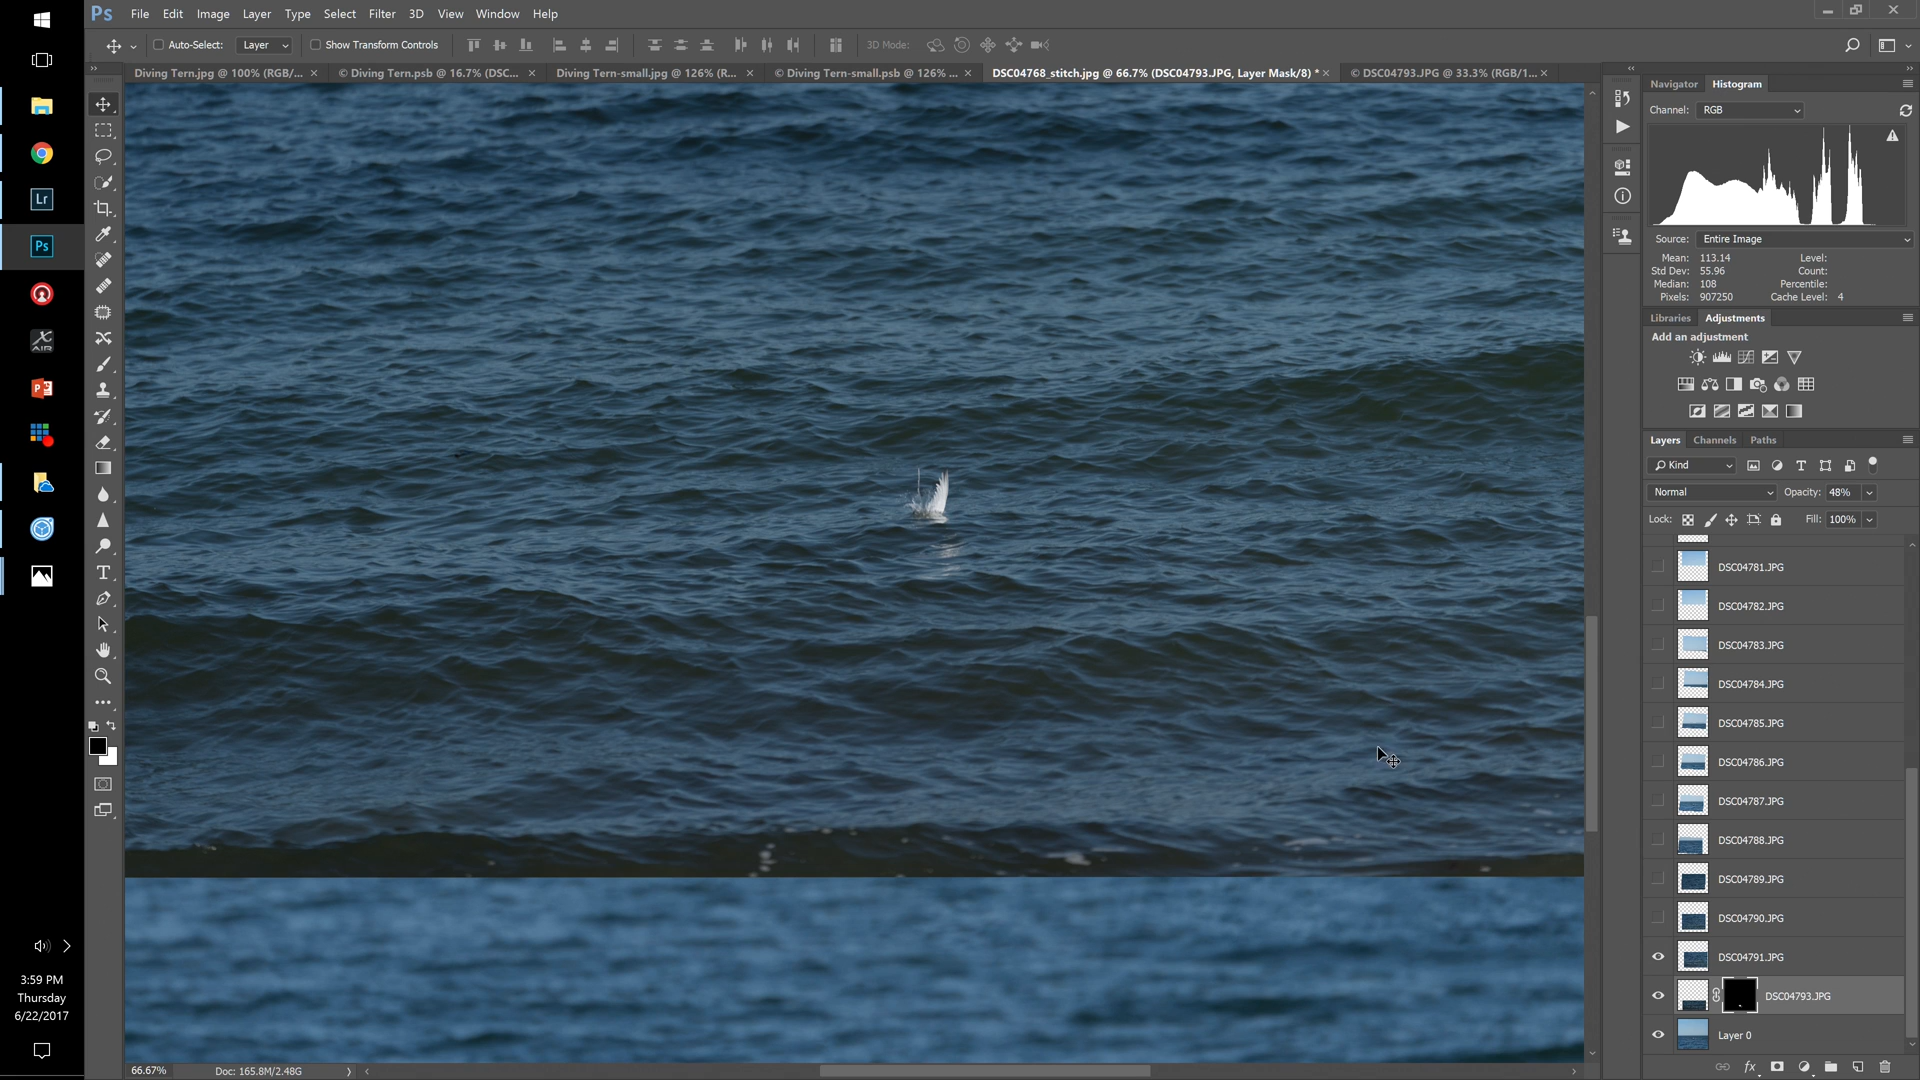 Ps File Edit Image Layer Type Select Filter 3D View Window Help
Auto-Select: Layer Show Transform Controls 3D Mode:
Diving Tern.jpg @ 100% (RGB/... × © Diving Tern.psb @ 16.7% (DSC... × Diving Tern-small.jpg @ 126% (R... × © Diving Tern-small.psb @ 126% ... × DSC04768_stitch.jpg @ 66.7% (DSC04793.JPG, Layer Mask/8) * × © DSC04793.JPG @ 33.3% (RGB/1... ×
Navigator Histogram
Channel: RGB
Source: Entire Image
Mean: 113.14 Level:
Std Dev: 55.96 Count:
Median: 108 Percentile:
Pixels: 907250 Cache Level: 4
Libraries Adjustments
Add an adjustment
Layers Channels Paths
Kind
Normal Opacity: 48%
Lock: Fill: 100%
DSC04781.JPG
DSC04782.JPG
DSC04783.JPG
DSC04784.JPG
DSC04785.JPG
DSC04786.JPG
DSC04787.JPG
DSC04788.JPG
DSC04789.JPG
DSC04790.JPG
DSC04791.JPG
DSC04793.JPG
Layer 0
fx
66.67% Doc: 165.8M/2.48G
Lr
Ps
AIR
P
3:59 PM
Thursday
6/22/2017